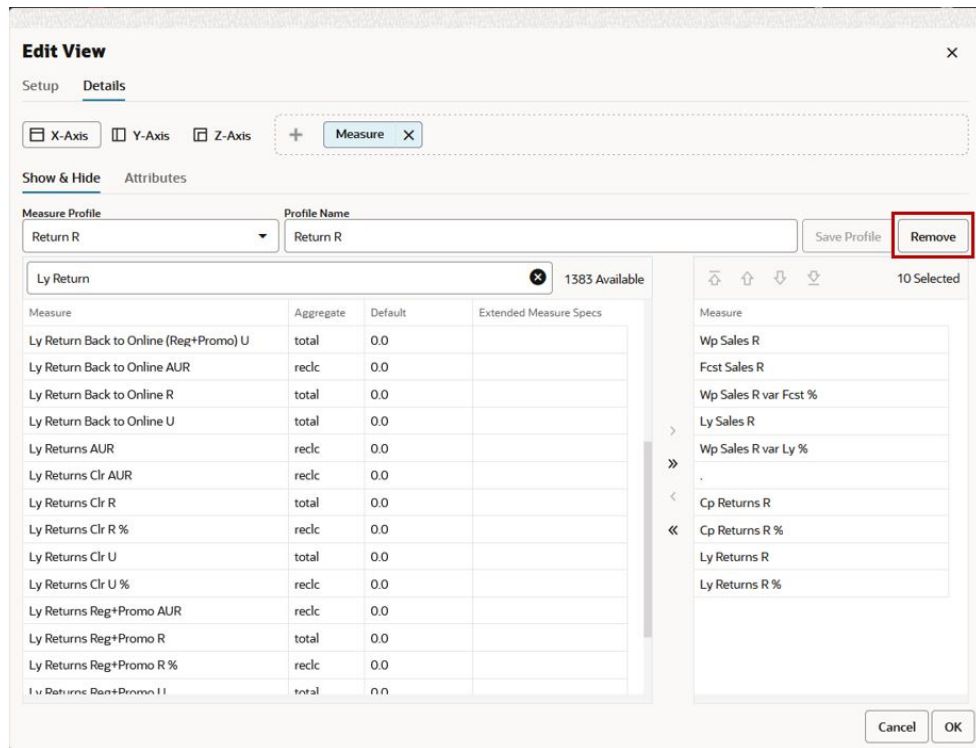 Edit View
Setup Details
X-Axis Y-Axis Z-Axis Measure
Show & Hide Attributes
Measure Profile Profile Name
Return R Return R Save Profile Remove
Ly Return 1383 Available 10 Selected
Measure Aggregate Default Extended Measure Specs Measure
Ly Return Back to Online (Reg+Promo) U total 0.0 Wp Sales R
Ly Return Back to Online AUR reclc 0.0 Fcst Sales R
Ly Return Back to Online R total 0.0 Wp Sales R var Fcst %
Ly Return Back to Online U total 0.0 Ly Sales R
Ly Returns AUR reclc 0.0 Wp Sales R var Ly %
Ly Returns Clr AUR reclc 0.0 .
Ly Returns Clr R total 0.0 Cp Returns R
Ly Returns Clr R % reclc 0.0 Cp Returns R %
Ly Returns Clr U total 0.0 Ly Returns R
Ly Returns Clr U % reclc 0.0 Ly Returns R %
Ly Returns Reg+Promo AUR reclc 0.0
Ly Returns Reg+Promo R total 0.0
Ly Returns Reg+Promo R % reclc 0.0
Ly Returns Reg+Promo U total 0.0
Cancel OK